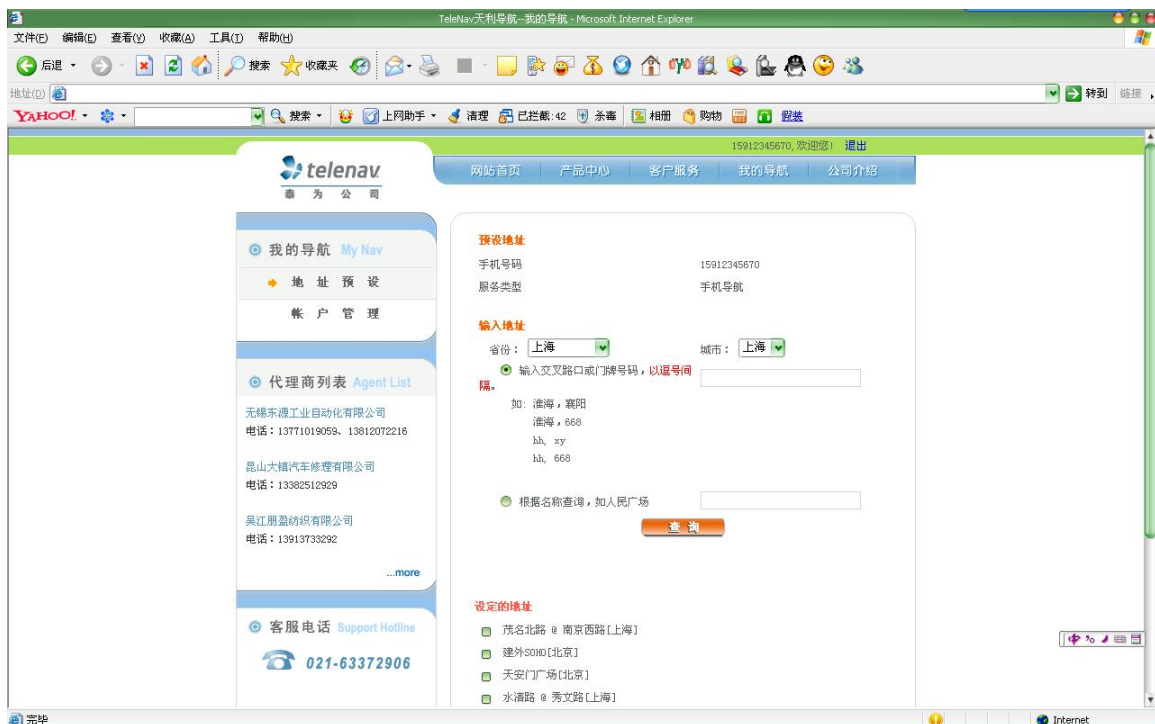 TeleNav天利导航--我的导航 - Microsoft Internet Explorer
文件(F) 编辑(E) 查看(V) 收藏(A) 工具(T) 帮助(H)
后退 搜索 收藏夹
地址(D) 转到 链接
YAHOO! 搜索 上网助手 清理 已拦截:42 杀毒 相册 购物 假装
15912345670, 欢迎您! 退出
telenav
泰为公司
网站首页 产品中心 客户服务 我的导航 公司介绍
我的导航 My Nav
地址预设
帐户管理
代理商列表 Agent List
无锡东源工业自动化有限公司
电话：13771019059、13812072216
昆山大镇汽车修理有限公司
电话：13382512929
吴江朋盈纺织有限公司
电话：13913733292
...more
客服电话 Support Hotline
021-63372906
预设地址
手机号码 15912345670
服务类型 手机导航
输入地址
省份： 上海 城市： 上海
输入交叉路口或门牌号码，以逗号间
隔。
如: 淮海，襄阳
淮海，668
hh, xy
hh, 668
根据名称查询，如人民广场
查 询
设定的地址
茂名北路 @ 南京西路[上海]
建外SOHO[北京]
天安门广场[北京]
水清路 @ 秀文路[上海]
中
完毕 Internet